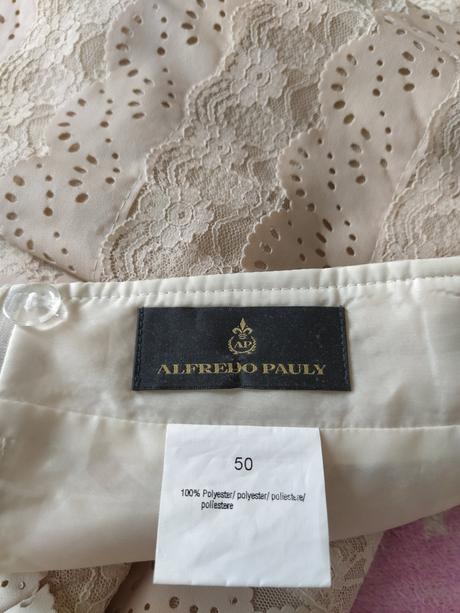 AP
ALFREDO PAULY
50
100% Polyester/ polyester/ poliestere/
poliestere